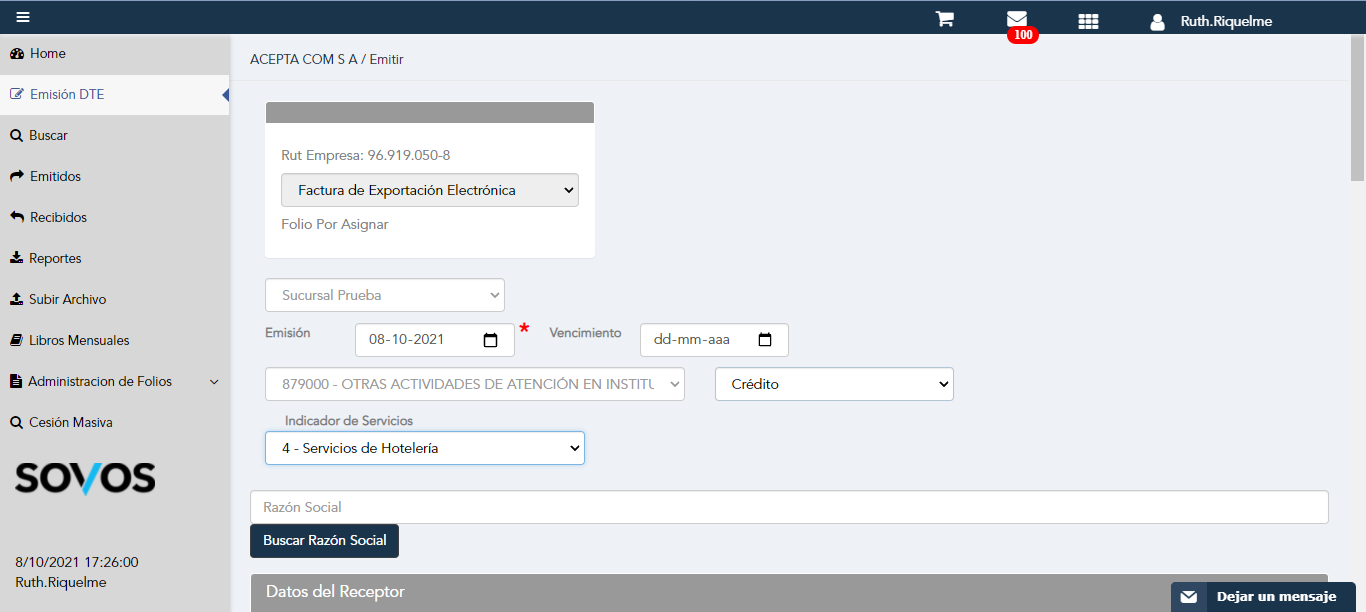 100
Ruth.Riquelme
Home
Emisión DTE
Buscar
Emitidos
Recibidos
Reportes
Subir Archivo
Libros Mensuales
Administracion de Folios
Cesión Masiva
SOVOS
8/10/2021 17:26:00
Ruth.Riquelme
ACEPTA COM S A / Emitir
Rut Empresa: 96.919.050-8
Factura de Exportación Electrónica
Folio Por Asignar
Sucursal Prueba
Emisión 08-10-2021 * Vencimiento dd-mm-aaa
879000 - OTRAS ACTIVIDADES DE ATENCIÓN EN INSTITU Crédito
Indicador de Servicios
4 - Servicios de Hotelería
Razón Social
Buscar Razón Social
Datos del Receptor
Dejar un mensaje